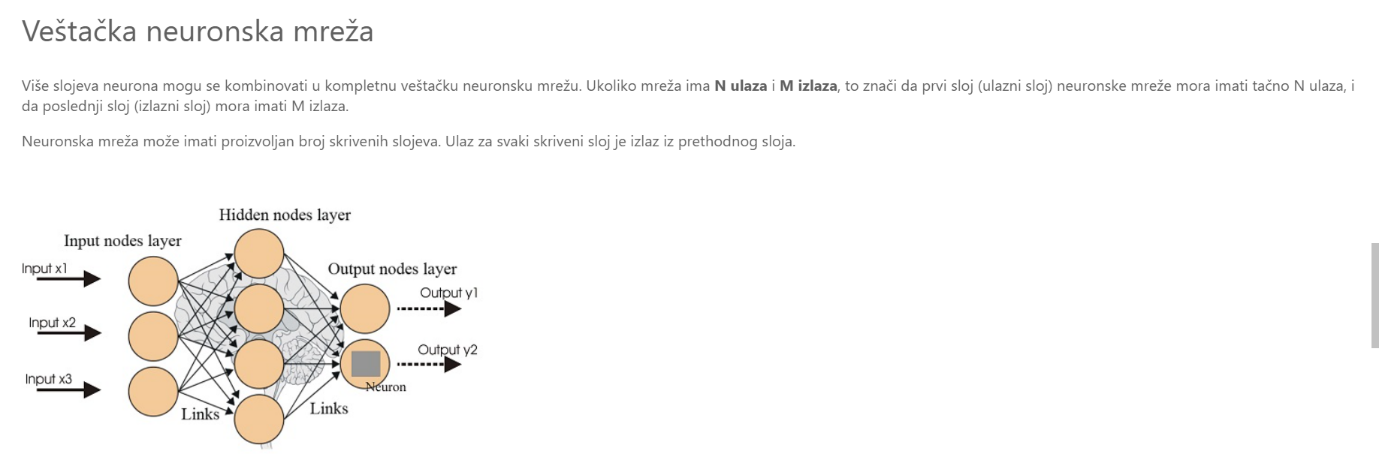 Veštačka neuronska mreža
Više slojeva neurona mogu se kombinovati u kompletnu veštačku neuronsku mrežu. Ukoliko mreža ima N ulaza i M izlaza, to znači da prvi sloj (ulazni sloj) neuronske mreže mora imati tačno N ulaza, i
da poslednji sloj (izlazni sloj) mora imati M izlaza.
Neuronska mreža može imati proizvoljan broj skrivenih slojeva. Ulaz za svaki skriveni sloj je izlaz iz prethodnog sloja.
Hidden nodes layer
Input nodes layer
Input x1
Output nodes layer
Output y1
Input x2
Output y2
Input x3
Neuron
Links
Links